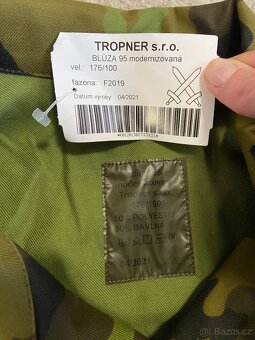 TROPNER s.r.o.
BLŮZA 95 modernizovaná
vel.: 176/100
fazóna: F2019
Datum výroby 04/2021
modernizovaná
Tropner s.r.o.
176/100
50% POLYESTER
50% BAVLNA
04/2021
Bazos.cz